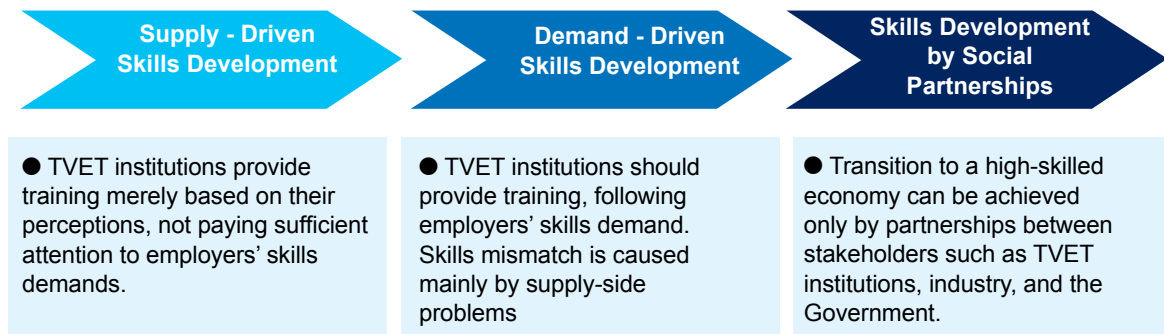 Supply - Driven
Skills Development
Demand - Driven
Skills Development
Skills Development
by Social
Partnerships
● TVET institutions provide
training merely based on their
perceptions, not paying sufficient
attention to employers’ skills
demands.
● TVET institutions should
provide training, following
employers’ skills demand.
Skills mismatch is caused
mainly by supply-side
problems
● Transition to a high-skilled
economy can be achieved
only by partnerships between
stakeholders such as TVET
institutions, industry, and the
Government.